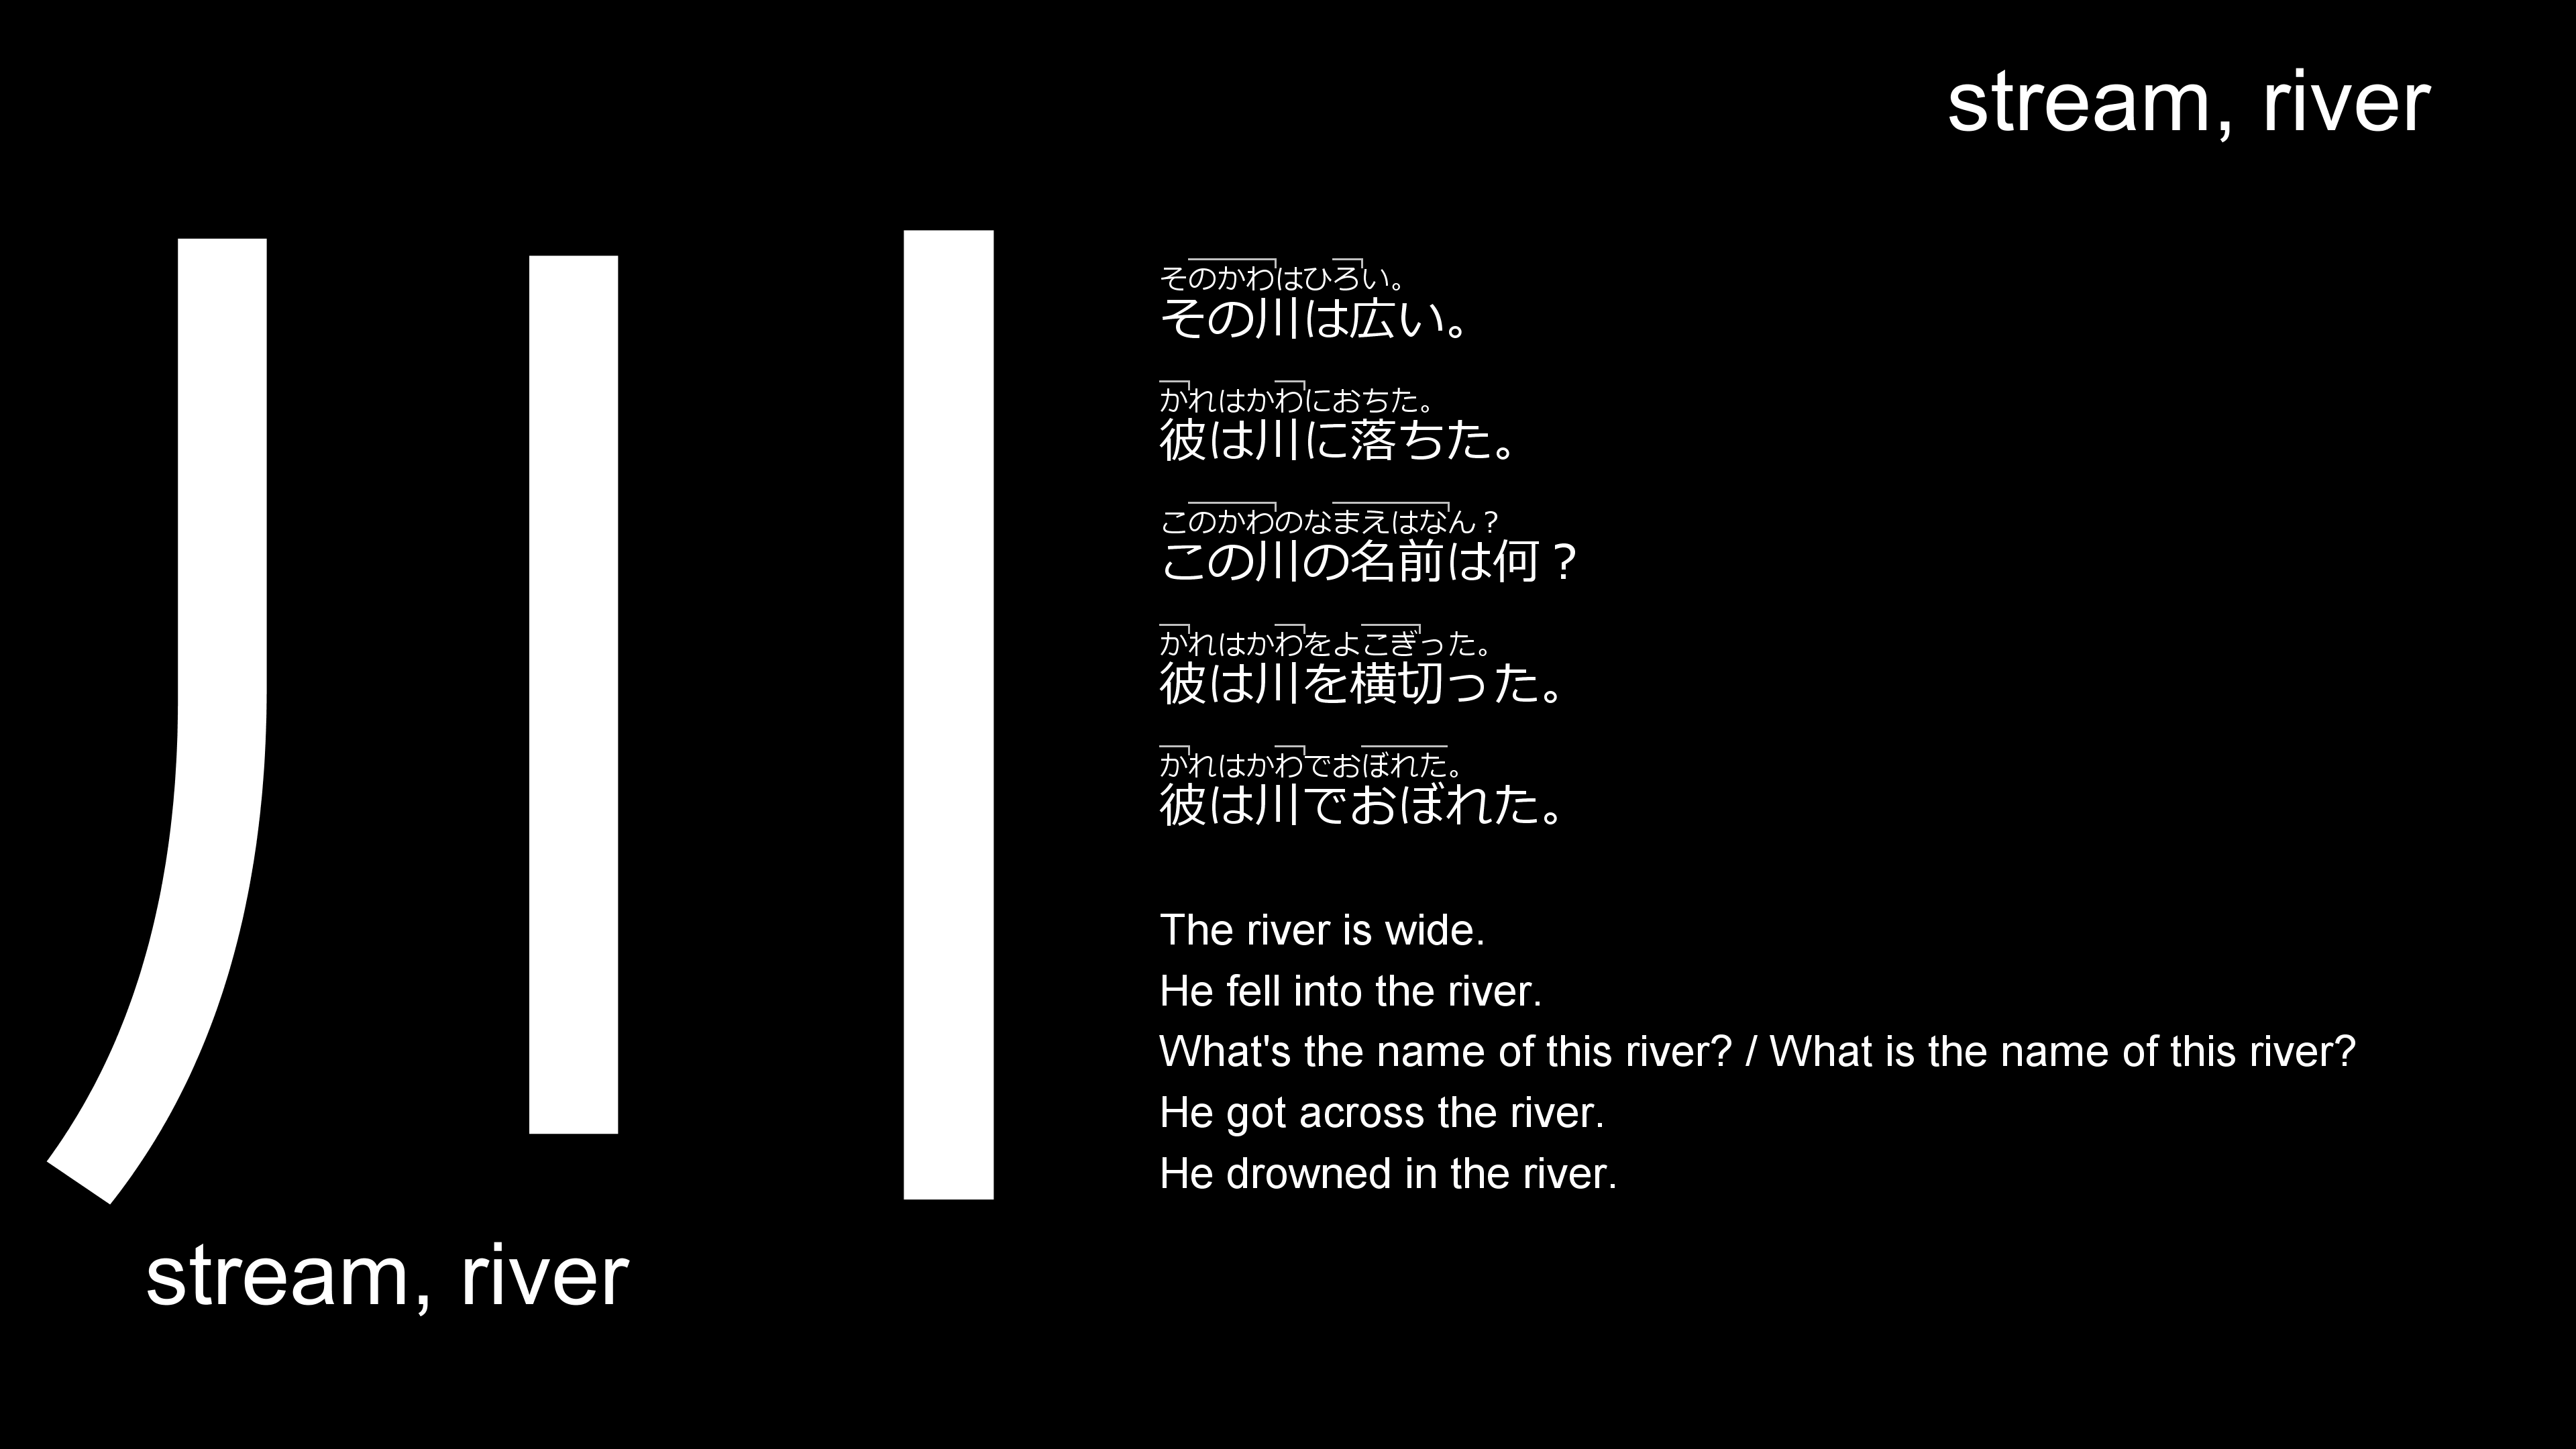 stream, river
川
そのかわはひろい。
その川は広い。
かれはかわにおちた。
彼は川に落ちた。
このかわのなまえはなん？
この川の名前は何？
かれはかわをよこぎった。
彼は川を横切った。
かれはかわでおぼれた。
彼は川でおぼれた。
The river is wide.
He fell into the river.
What's the name of this river? / What is the name of this river?
He got across the river.
He drowned in the river.
stream, river